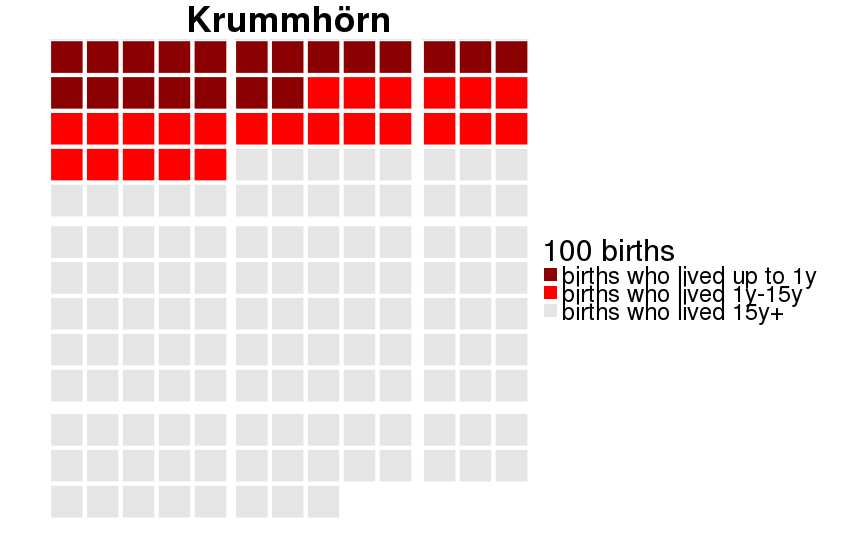 Krummhörn
100 births
births who lived up to 1y
births who lived 1y-15y
births who lived 15y+